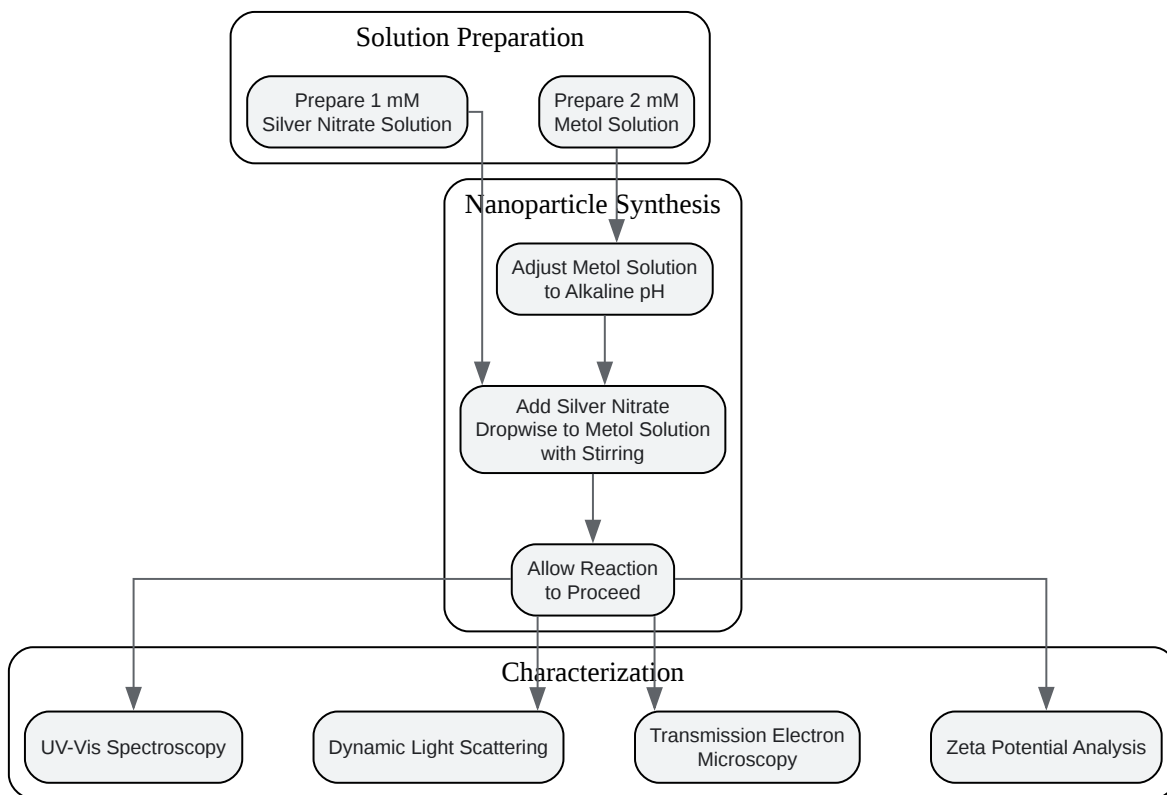 Solution Preparation
Prepare 1 mM
Silver Nitrate Solution
Prepare 2 mM
Metol Solution
Nanoparticle Synthesis
Adjust Metol Solution
to Alkaline pH
Add Silver Nitrate
Dropwise to Metol Solution
with Stirring
Allow Reaction
to Proceed
Characterization
UV-Vis Spectroscopy
Dynamic Light Scattering
Transmission Electron
Microscopy
Zeta Potential Analysis